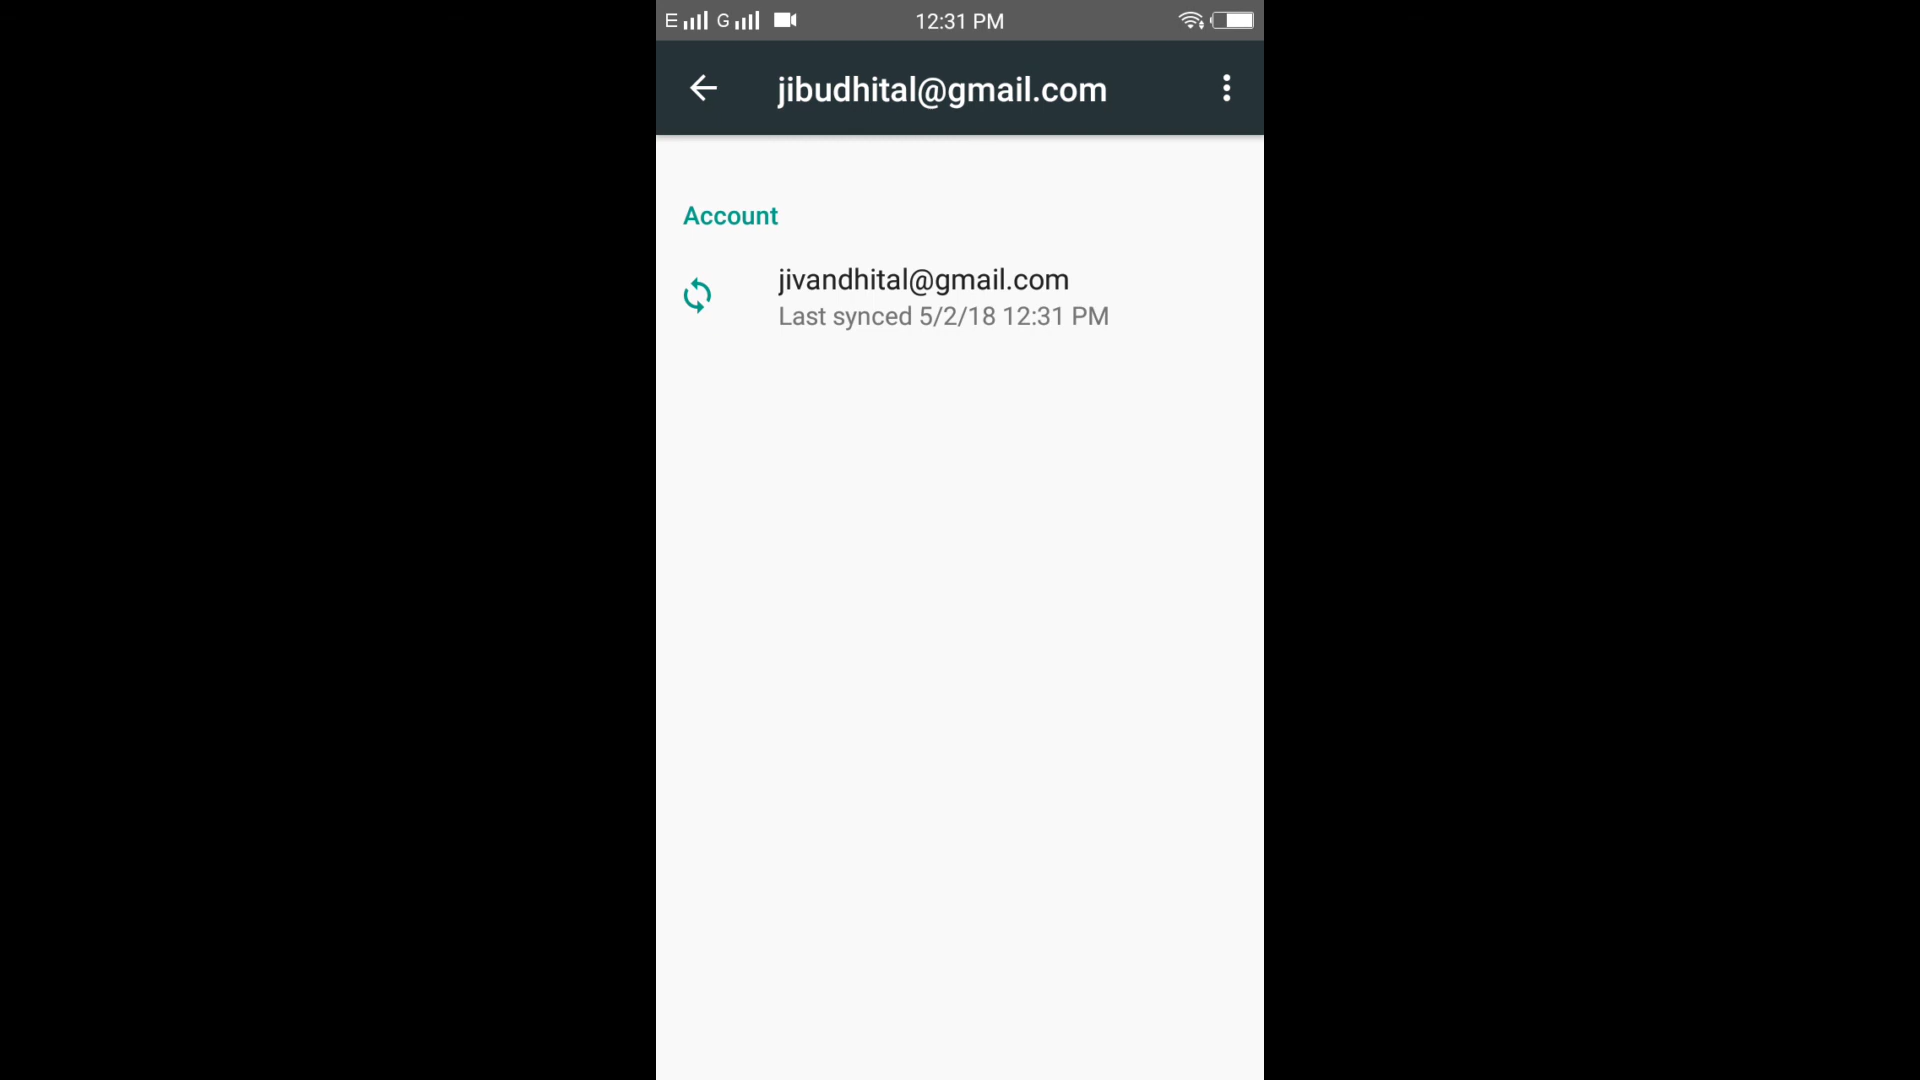 E G 12:31 PM
jibudhital@gmail.com
Account
jivandhital@gmail.com
Last synced 5/2/18 12:31 PM